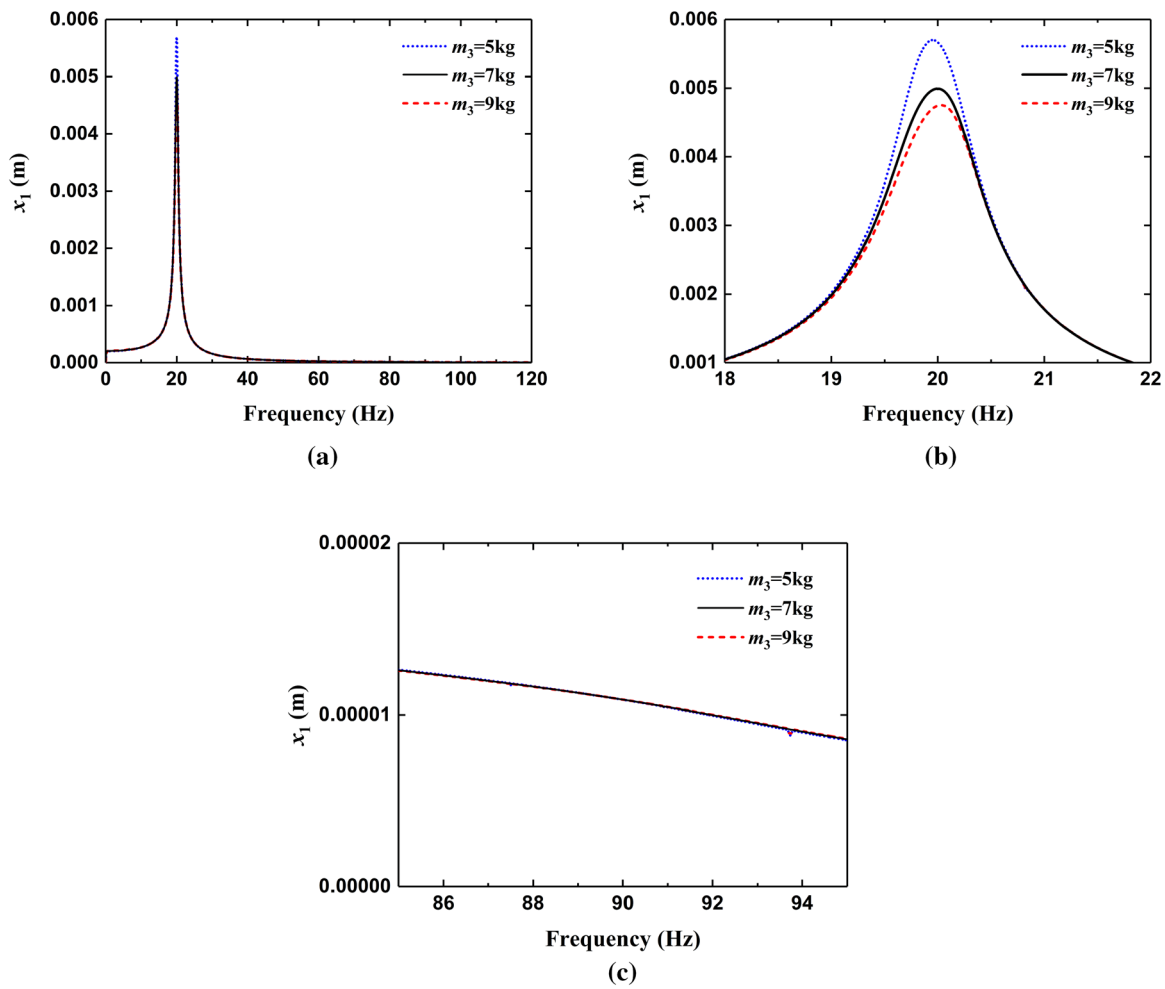 0.006
0.005
0.004
0.003
0.002
0.001
0.000
x1 (m)
m3=5kg
m3=7kg
m3=9kg
0 20 40 60 80 100 120
Frequency (Hz)
(a)
0.006
0.005
0.004
0.003
0.002
0.001
x1 (m)
m3=5kg
m3=7kg
m3=9kg
18 19 20 21 22
Frequency (Hz)
(b)
0.00002
0.00001
0.00000
x1 (m)
m3=5kg
m3=7kg
m3=9kg
86 88 90 92 94
Frequency (Hz)
(c)